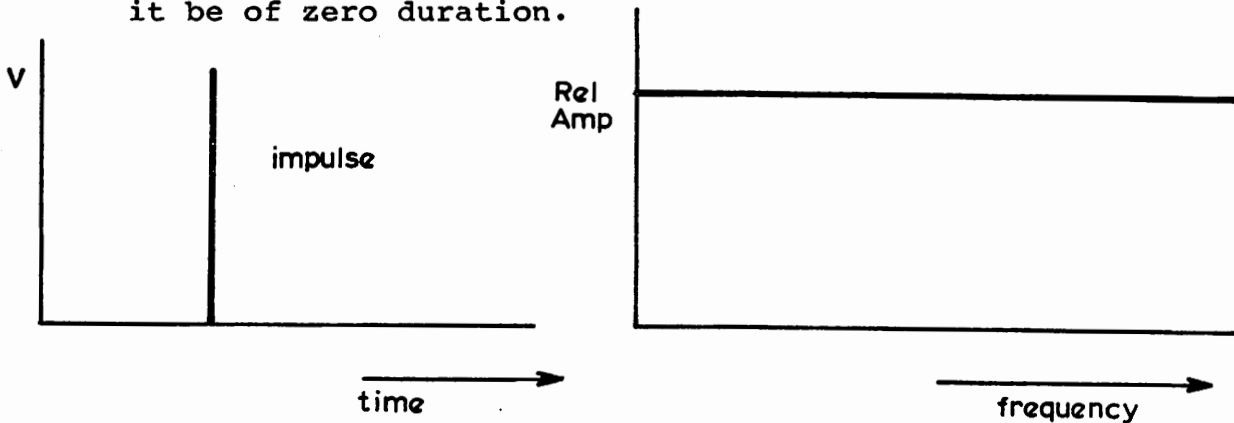 it be of zero duration.
V
impulse
time
Rel
Amp
frequency